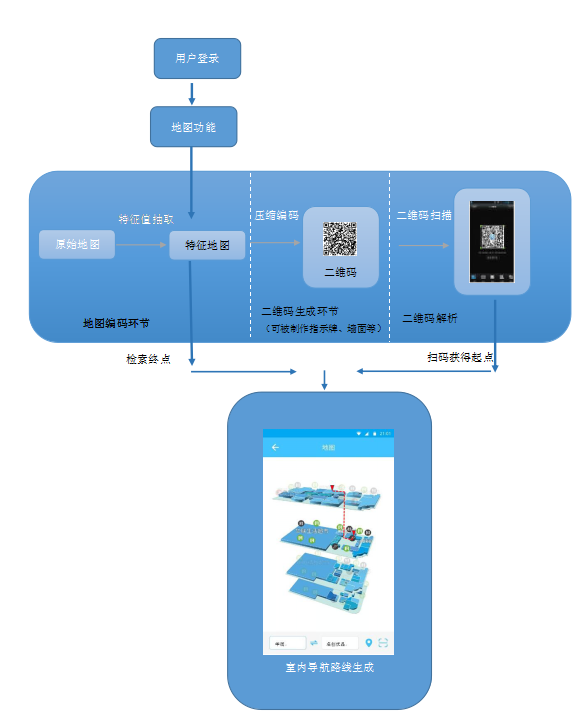 用户登录
地图功能
特征值抽取
压缩编码
二维码扫描
原始地图
特征地图
二维码
地图编码环节
二维码生成环节
（可被制作指示牌、墙面等）
二维码解析
检索终点
扫码获得起点
地图
室内导航路线生成